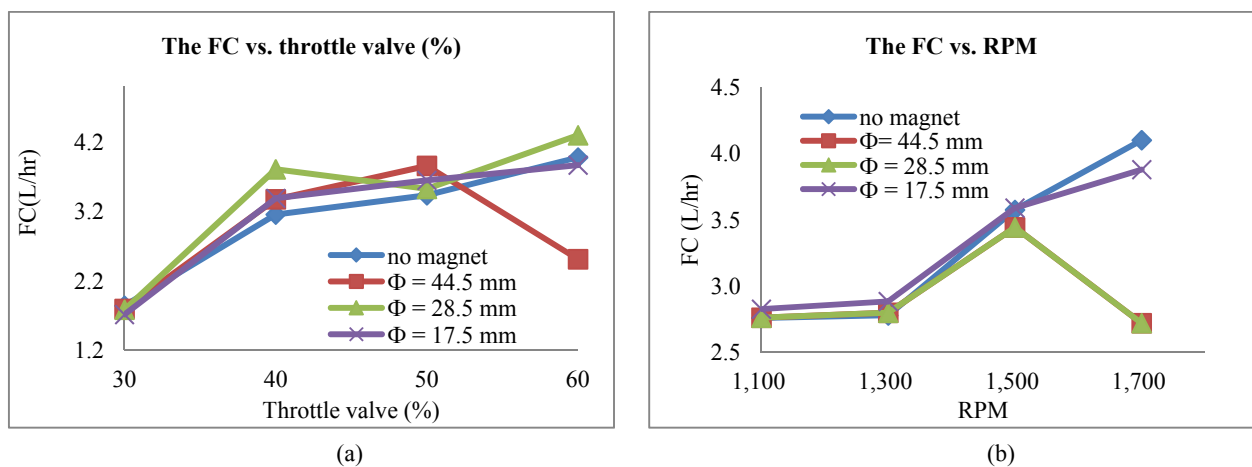 The FC vs. throttle valve (%)
FC(L/hr)
4.2
3.2
2.2
1.2
no magnet
Φ = 44.5 mm
Φ = 28.5 mm
Φ = 17.5 mm
30 40 50 60
Throttle valve (%)
(a)
The FC vs. RPM
FC (L/hr)
4.5
4.0
3.5
3.0
2.5
no magnet
Φ= 44.5 mm
Φ = 28.5 mm
Φ = 17.5 mm
1,100 1,300 1,500 1,700
RPM
(b)